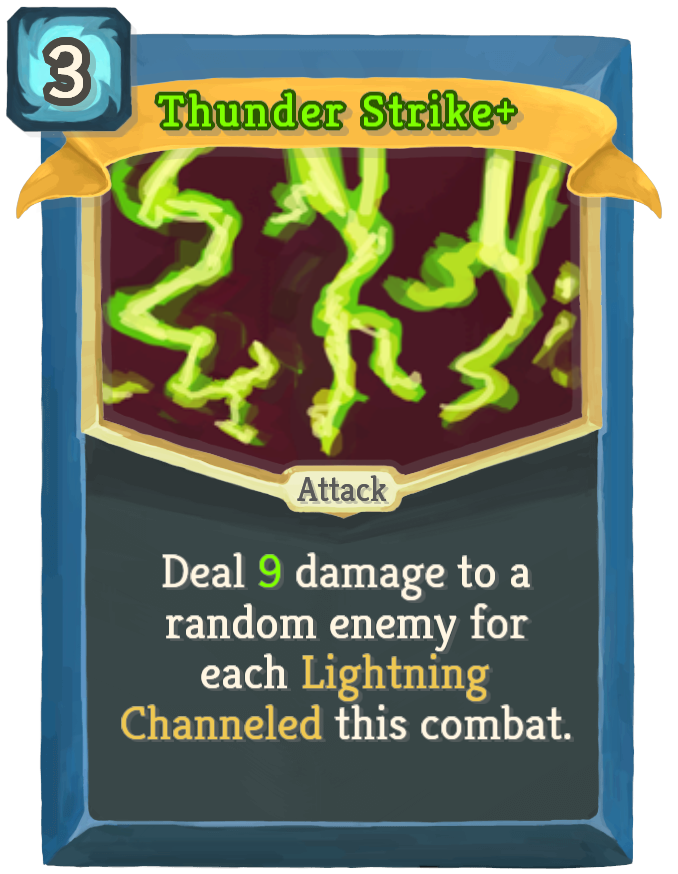 3
Thunder Strike+
Attack
Deal 9 damage to a
random enemy for
each Lightning
Channeled this combat.